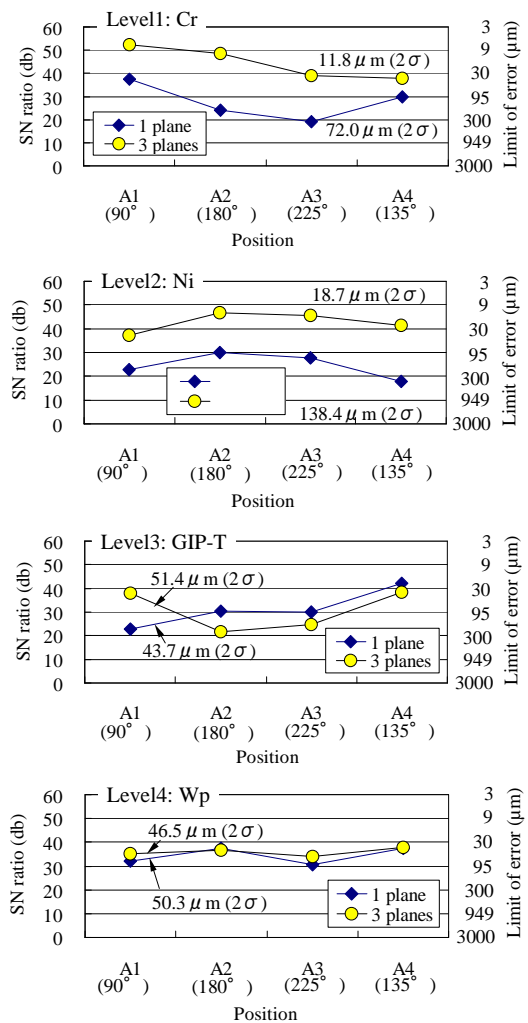 Level1: Cr
SN ratio (db)
60
50
40
30
20
10
0
3
9
30
95
300
949
3000
Limit of error (μm)
11.8 μ m (2 σ)
72.0 μ m (2 σ)
1 plane
3 planes
A1 A2 A3 A4
(90° ) (180° ) (225° ) (135° )
Position
Level2: Ni
SN ratio (db)
60
50
40
30
20
10
0
3
9
30
95
300
949
3000
Limit of error (μm)
18.7 μ m (2 σ)
138.4 μ m (2 σ)
A1 A2 A3 A4
(90° ) (180° ) (225° ) (135° )
Position
Level3: GIP-T
SN ratio (db)
60
50
40
30
20
10
0
3
9
30
95
300
949
3000
Limit of error (μm)
51.4 μ m (2 σ)
43.7 μ m (2 σ)
1 plane
3 planes
A1 A2 A3 A4
(90° ) (180° ) (225° ) (135° )
Position
Level4: Wp
SN ratio (db)
60
50
40
30
20
10
0
3
9
30
95
300
949
3000
Limit of error (μm)
46.5 μ m (2 σ)
50.3 μ m (2 σ)
1 plane
3 planes
A1 A2 A3 A4
(90° ) (180° ) (225° ) (135° )
Position